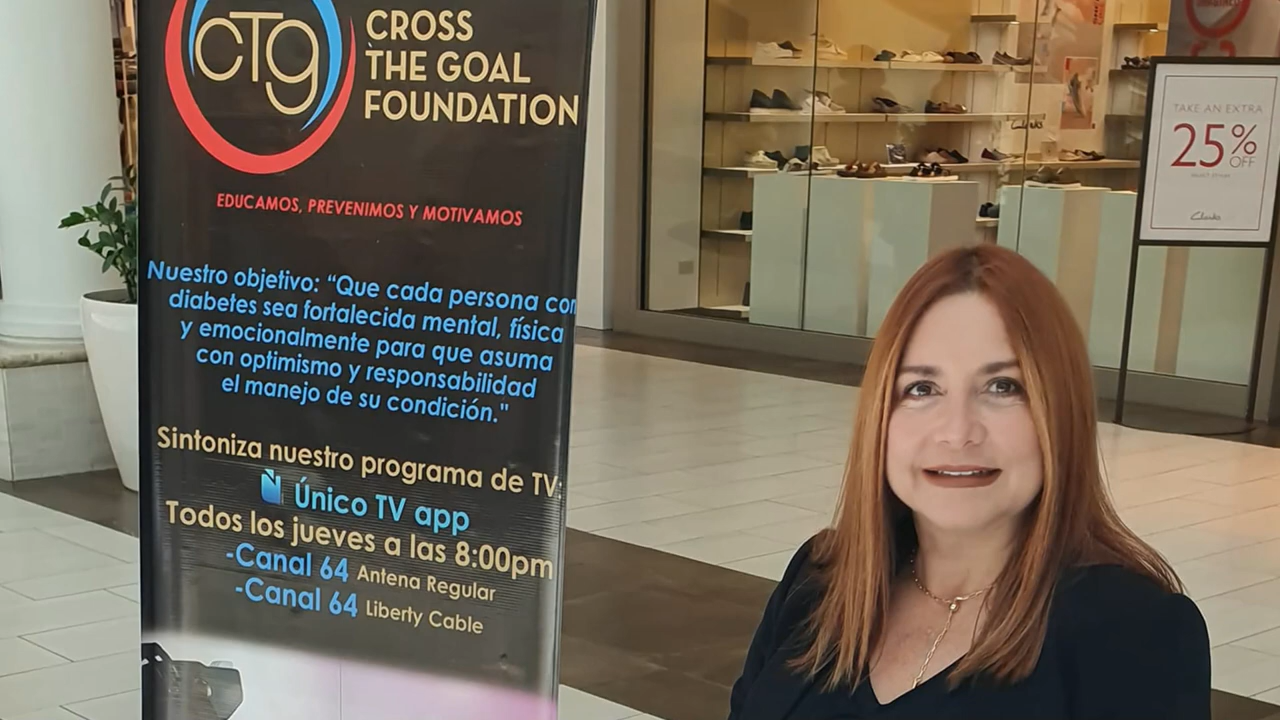 CTg
CROSS
THE GOAL
FOUNDATION
EDUCAMOS, PREVENIMOS Y MOTIVAMOS
Nuestro objetivo: “Que cada persona con
diabetes sea fortalecida mental, física
y emocionalmente para que asuma
con optimismo y responsabilidad
el manejo de su condición."
Sintoniza nuestro programa de TV:
Único TV app
Todos los jueves a las 8:00pm
-Canal 64 Antena Regular
-Canal 64 Liberty Cable
Clarks
TAKE AN EXTRA
25%
OFF
SELECT STYLES
Clarks